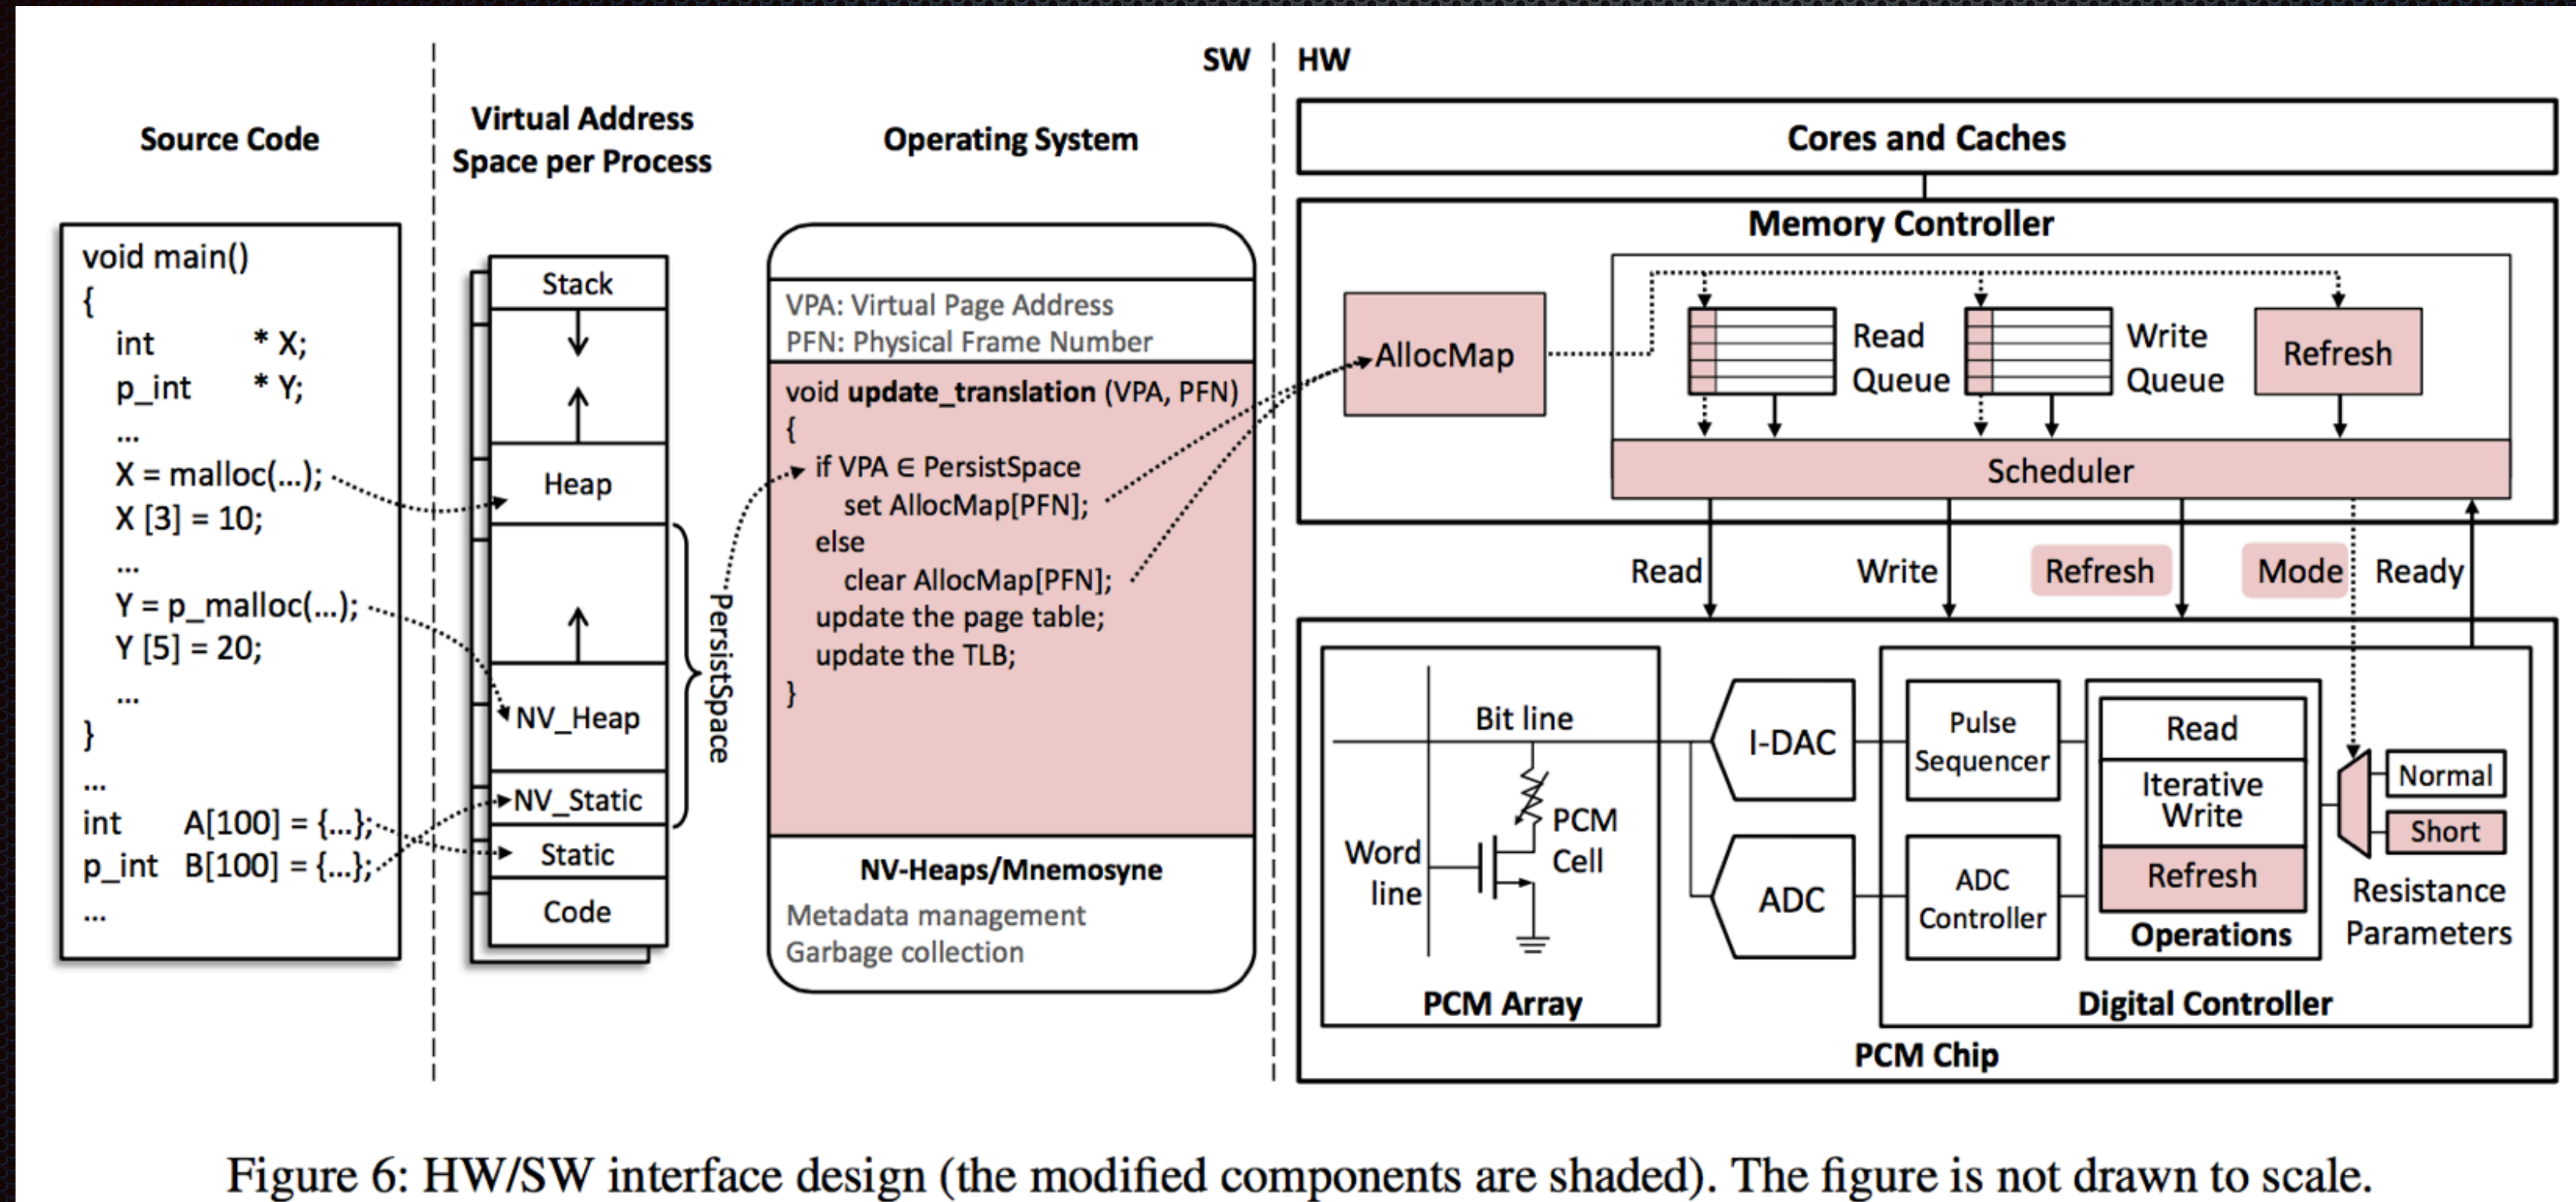 SW
HW
Source Code
void main()
{
int * X;
p_int * Y;
...
X = malloc(...);
X [3] = 10;
...
Y = p_malloc(...);
Y [5] = 20;
...
}
...
int A[100] = {...};
p_int B[100] = {...};
...
Virtual Address
Space per Process
Stack
Heap
NV_Heap
NV_Static
Static
Code
PersistSpace
Operating System
VPA: Virtual Page Address
PFN: Physical Frame Number
void update_translation (VPA, PFN)
{
if VPA ∈ PersistSpace
set AllocMap[PFN];
else
clear AllocMap[PFN];
update the page table;
update the TLB;
}
NV-Heaps/Mnemosyne
Metadata management
Garbage collection
Cores and Caches
Memory Controller
AllocMap
Read
Queue
Write
Queue
Refresh
Scheduler
Read
Write
Refresh
Mode
Ready
Bit line
Word
line
PCM
Cell
PCM Array
I-DAC
ADC
Pulse
Sequencer
ADC
Controller
Read
Iterative
Write
Refresh
Operations
Normal
Short
Resistance
Parameters
Digital Controller
PCM Chip
Figure 6: HW/SW interface design (the modified components are shaded). The figure is not drawn to scale.